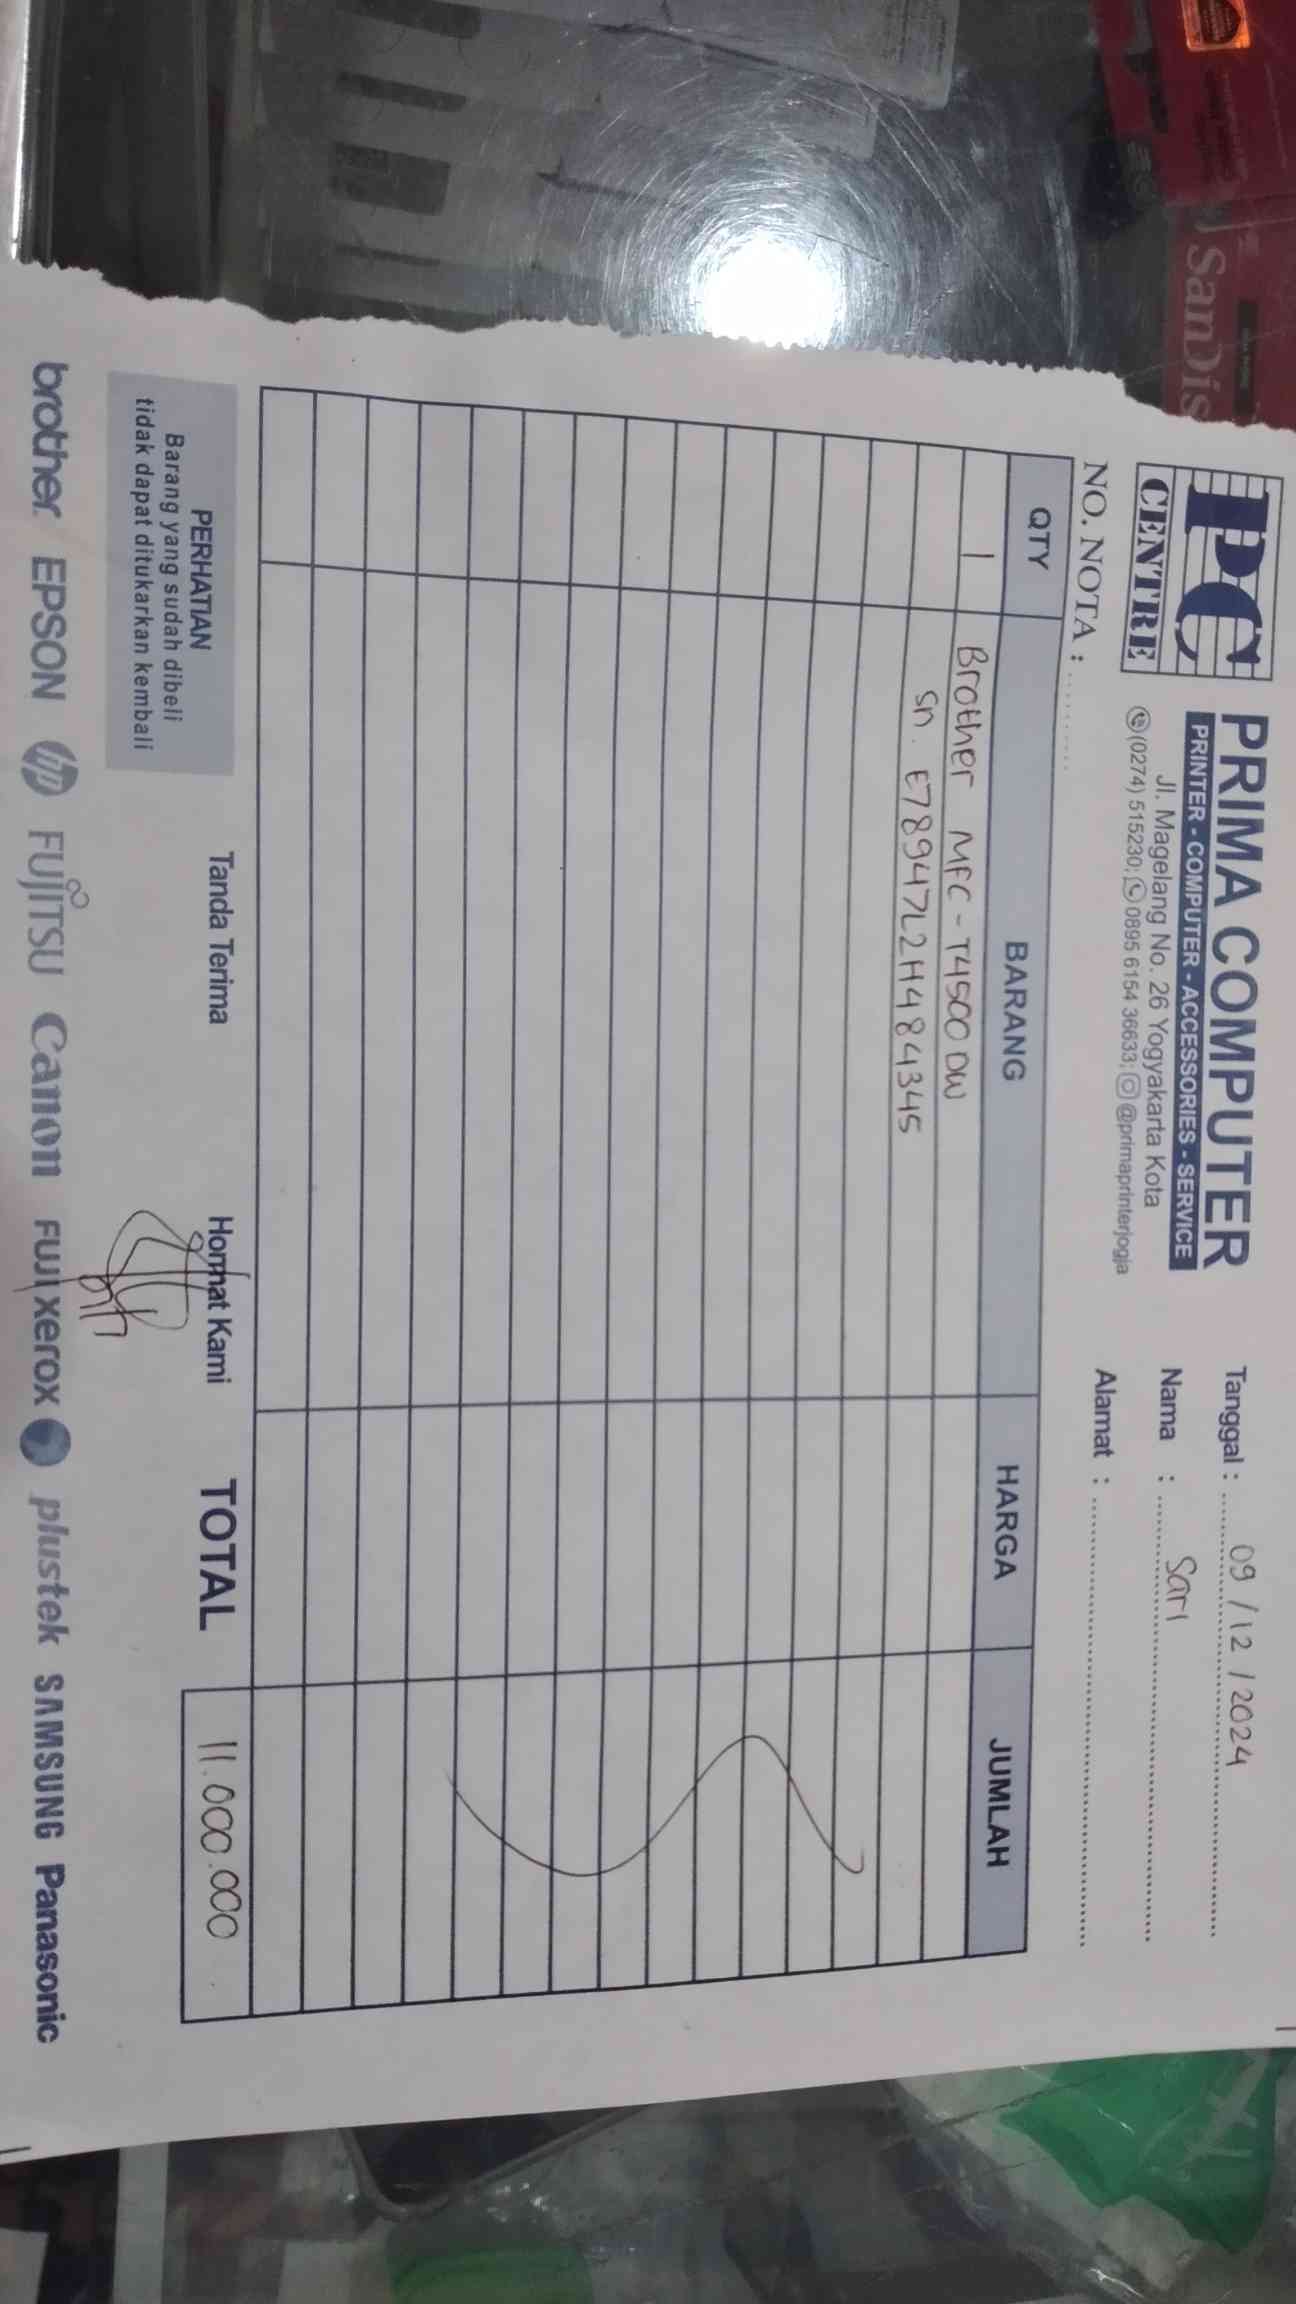 PC
CENTRE
PRIMA COMPUTER
PRINTER - COMPUTER - ACCESSORIES - SERVICE
Jl. Magelang No. 26 Yogyakarta Kota
(0274) 515230; 0895 6154 36633; @primaprinterjogja
Tanggal : 09 / 12 / 2024
Nama : Sari
Alamat :
NO. NOTA :
QTY BARANG HARGA JUMLAH
1 Brother MFC - T4500 DW
Sn. E78947L2H484345
TOTAL 11.000.000
PERHATIAN
Barang yang sudah dibeli
tidak dapat ditukarkan kembali
Tanda Terima
Hormat Kami
brother EPSON hp FUJITSU Canon FUJI xerox plustek SAMSUNG Panasonic
SanDis